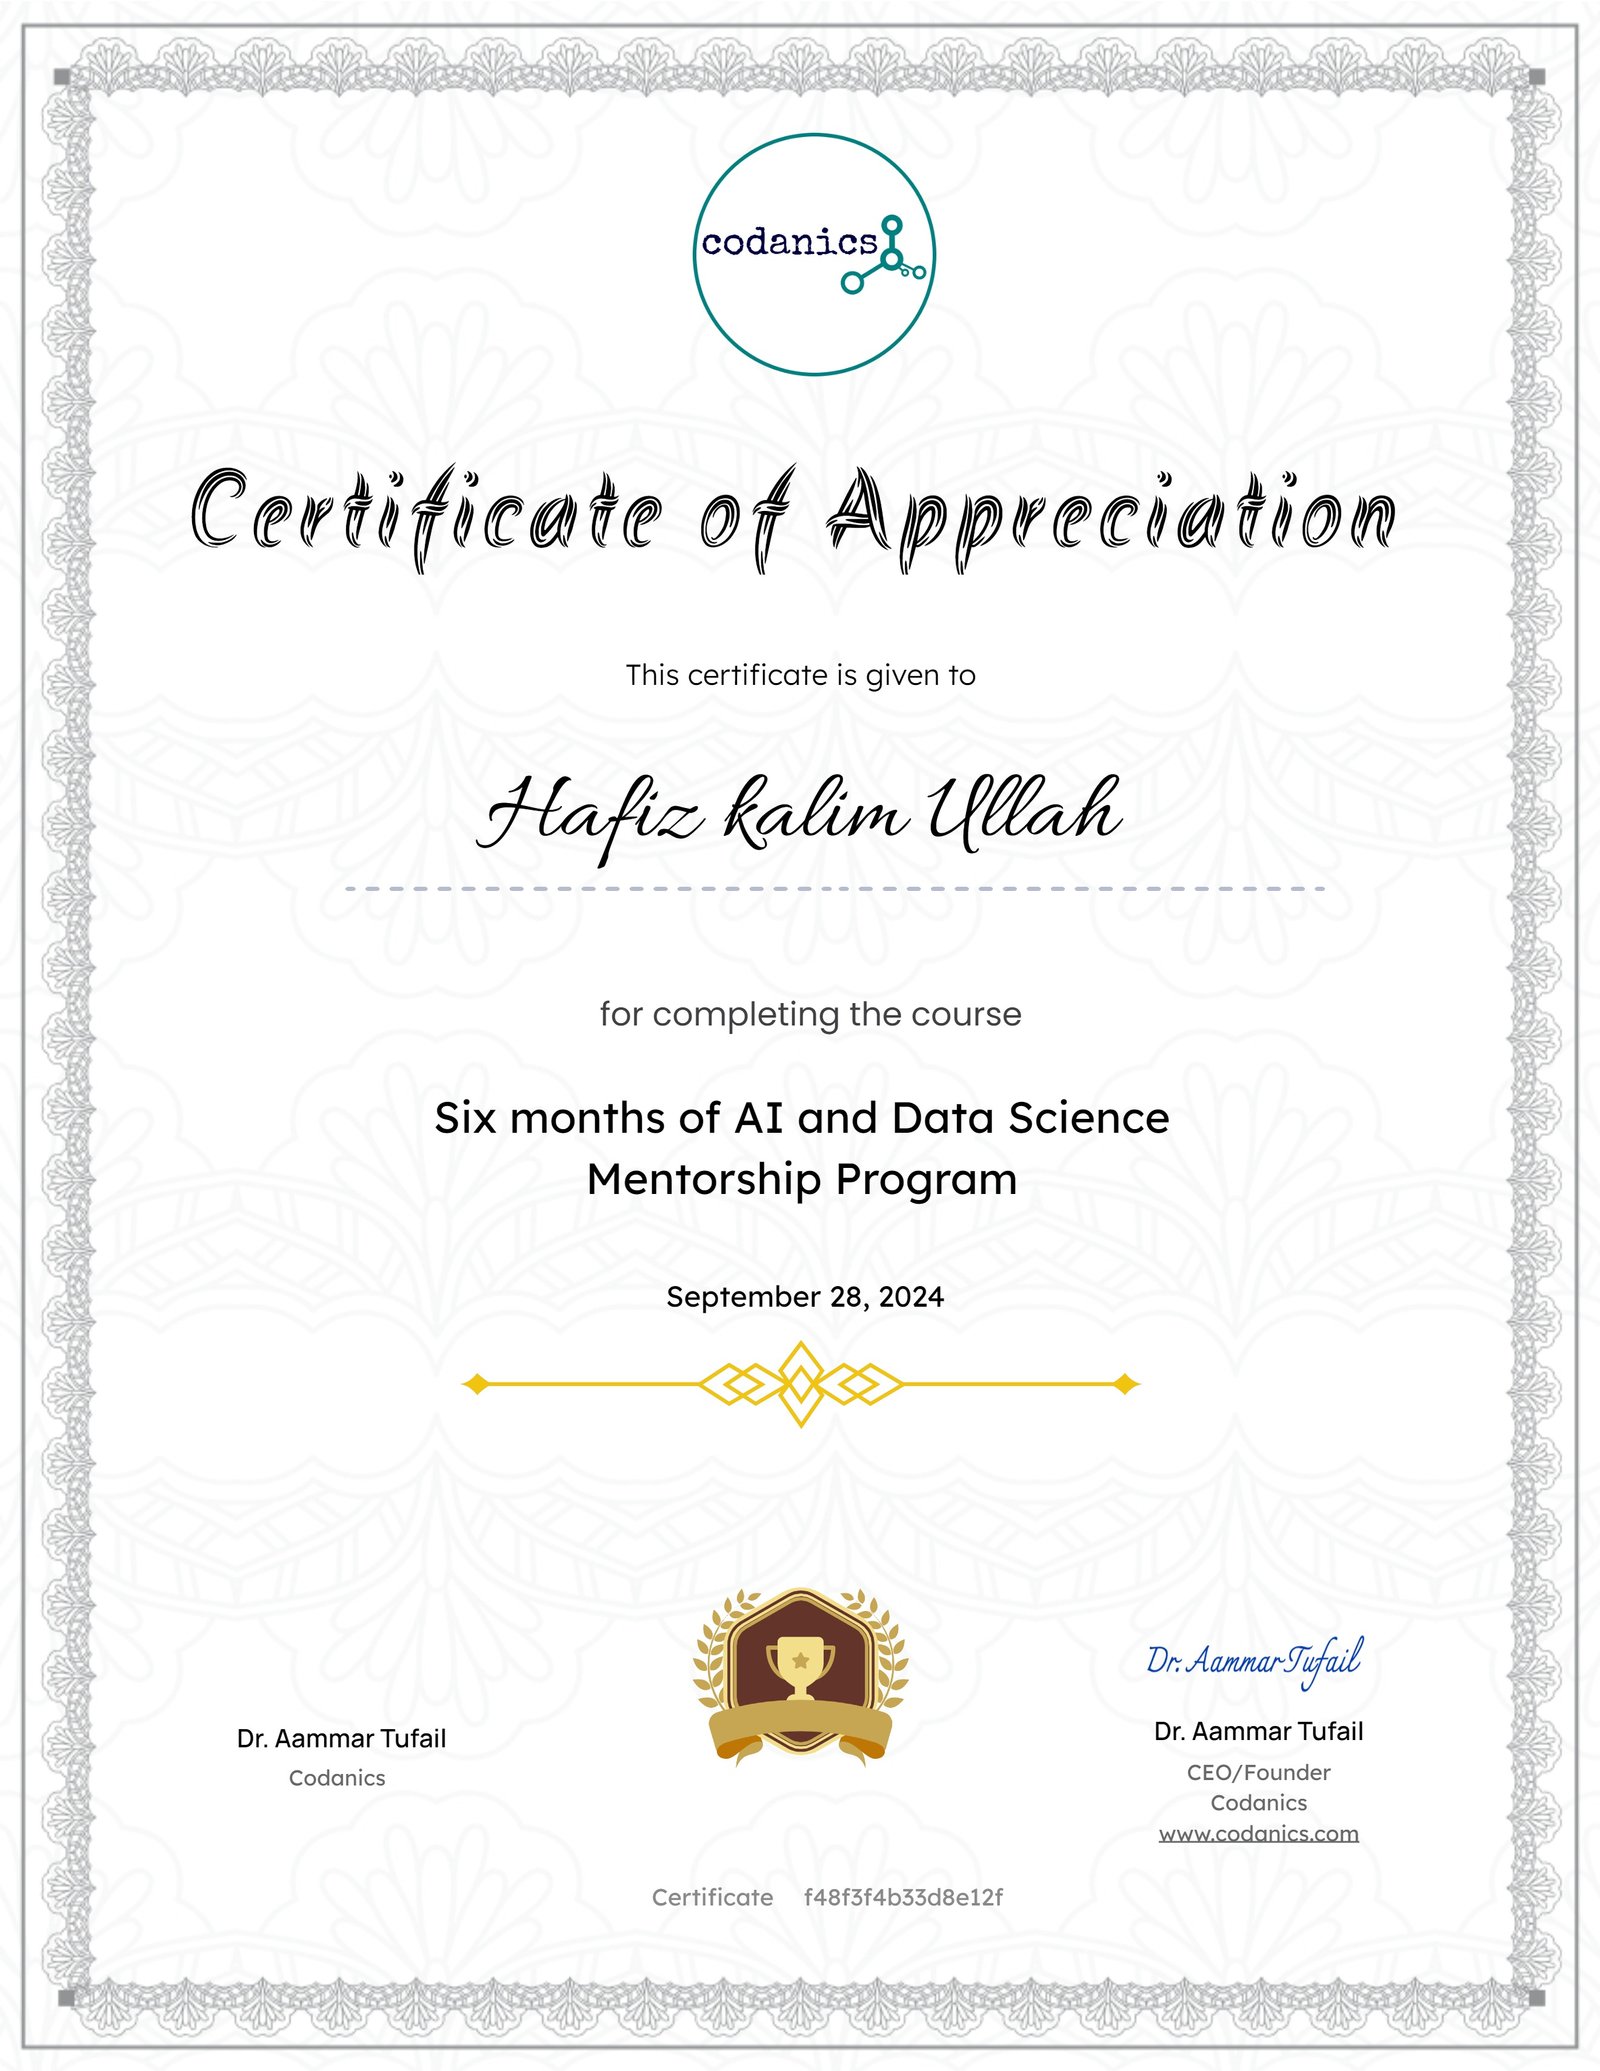 codanics
Certificate of Appreciation
This certificate is given to
Hafiz kalim Ullah
for completing the course
Six months of AI and Data Science
Mentorship Program
September 28, 2024
Dr. Aammar Tufail
Codanics
Dr. Aammar Tufail
Dr. Aammar Tufail
CEO/Founder
Codanics
www.codanics.com
Certificate f48f3f4b33d8e12f